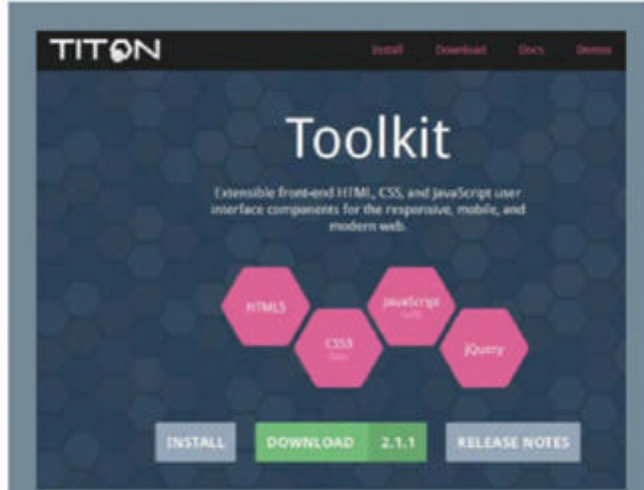 TITON
Install Download Docs Demos
Toolkit
Extensible front-end HTML, CSS, and JavaScript user
interface components for the responsive, mobile, and
modern web.
HTML5
JavaScript
CSS3
Sass
jQuery
INSTALL DOWNLOAD 2.1.1 RELEASE NOTES